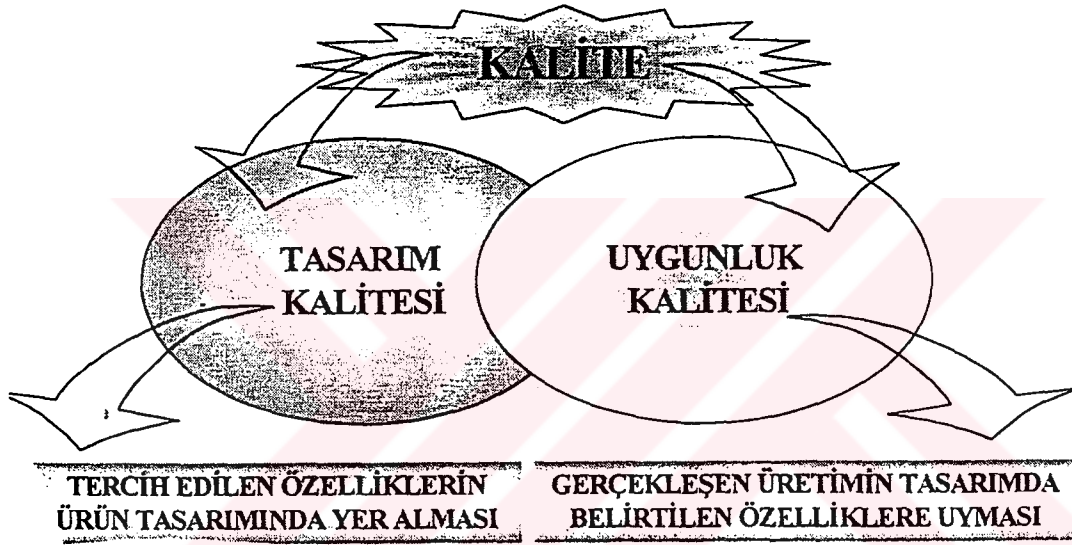 KALİTE
TASARIM
KALİTESİ
UYGUNLUK
KALİTESİ
TERCİH EDİLEN ÖZELLİKLERİN
ÜRÜN TASARIMINDA YER ALMASI
GERÇEKLEŞEN ÜRETİMİN TASARIMDA
BELİRTİLEN ÖZELLİKLERE UYMASI